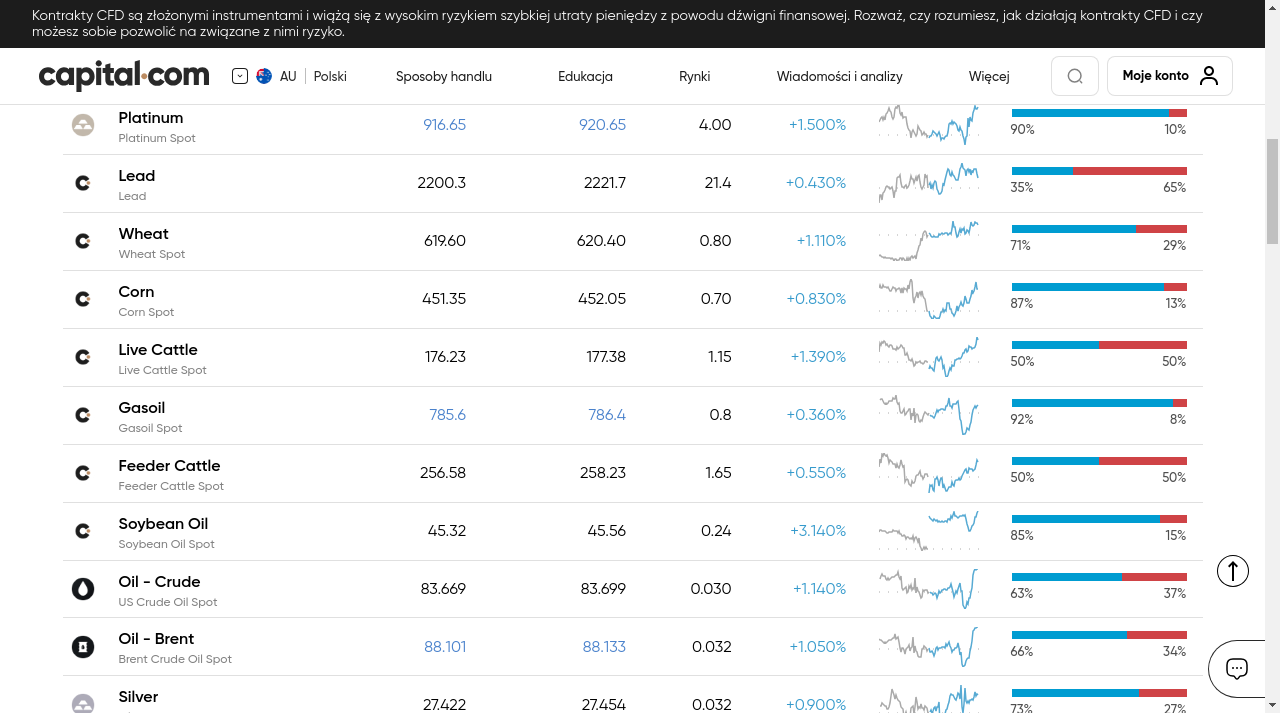 Kontrakty CFD są złożonymi instrumentami i wiążą się z wysokim ryzykiem szybkiej utraty pieniędzy z powodu dźwigni finansowej. Rozważ, czy rozumiesz, jak działają kontrakty CFD i czy
możesz sobie pozwolić na związane z nimi ryzyko.
capital.com AU Polski Sposoby handlu Edukacja Rynki Wiadomości i analizy Więcej Moje konto
Platinum 916.65 920.65 4.00 +1.500%
Platinum Spot 90% 10%
Lead 2200.3 2221.7 21.4 +0.430%
Lead 35% 65%
Wheat 619.60 620.40 0.80 +1.110%
Wheat Spot 71% 29%
Corn 451.35 452.05 0.70 +0.830%
Corn Spot 87% 13%
Live Cattle 176.23 177.38 1.15 +1.390%
Live Cattle Spot 50% 50%
Gasoil 785.6 786.4 0.8 +0.360%
Gasoil Spot 92% 8%
Feeder Cattle 256.58 258.23 1.65 +0.550%
Feeder Cattle Spot 50% 50%
Soybean Oil 45.32 45.56 0.24 +3.140%
Soybean Oil Spot 85% 15%
Oil - Crude 83.669 83.699 0.030 +1.140%
US Crude Oil Spot 63% 37%
Oil - Brent 88.101 88.133 0.032 +1.050%
Brent Crude Oil Spot 66% 34%
Silver 27.422 27.454 0.032 +0.900%
73% 27%